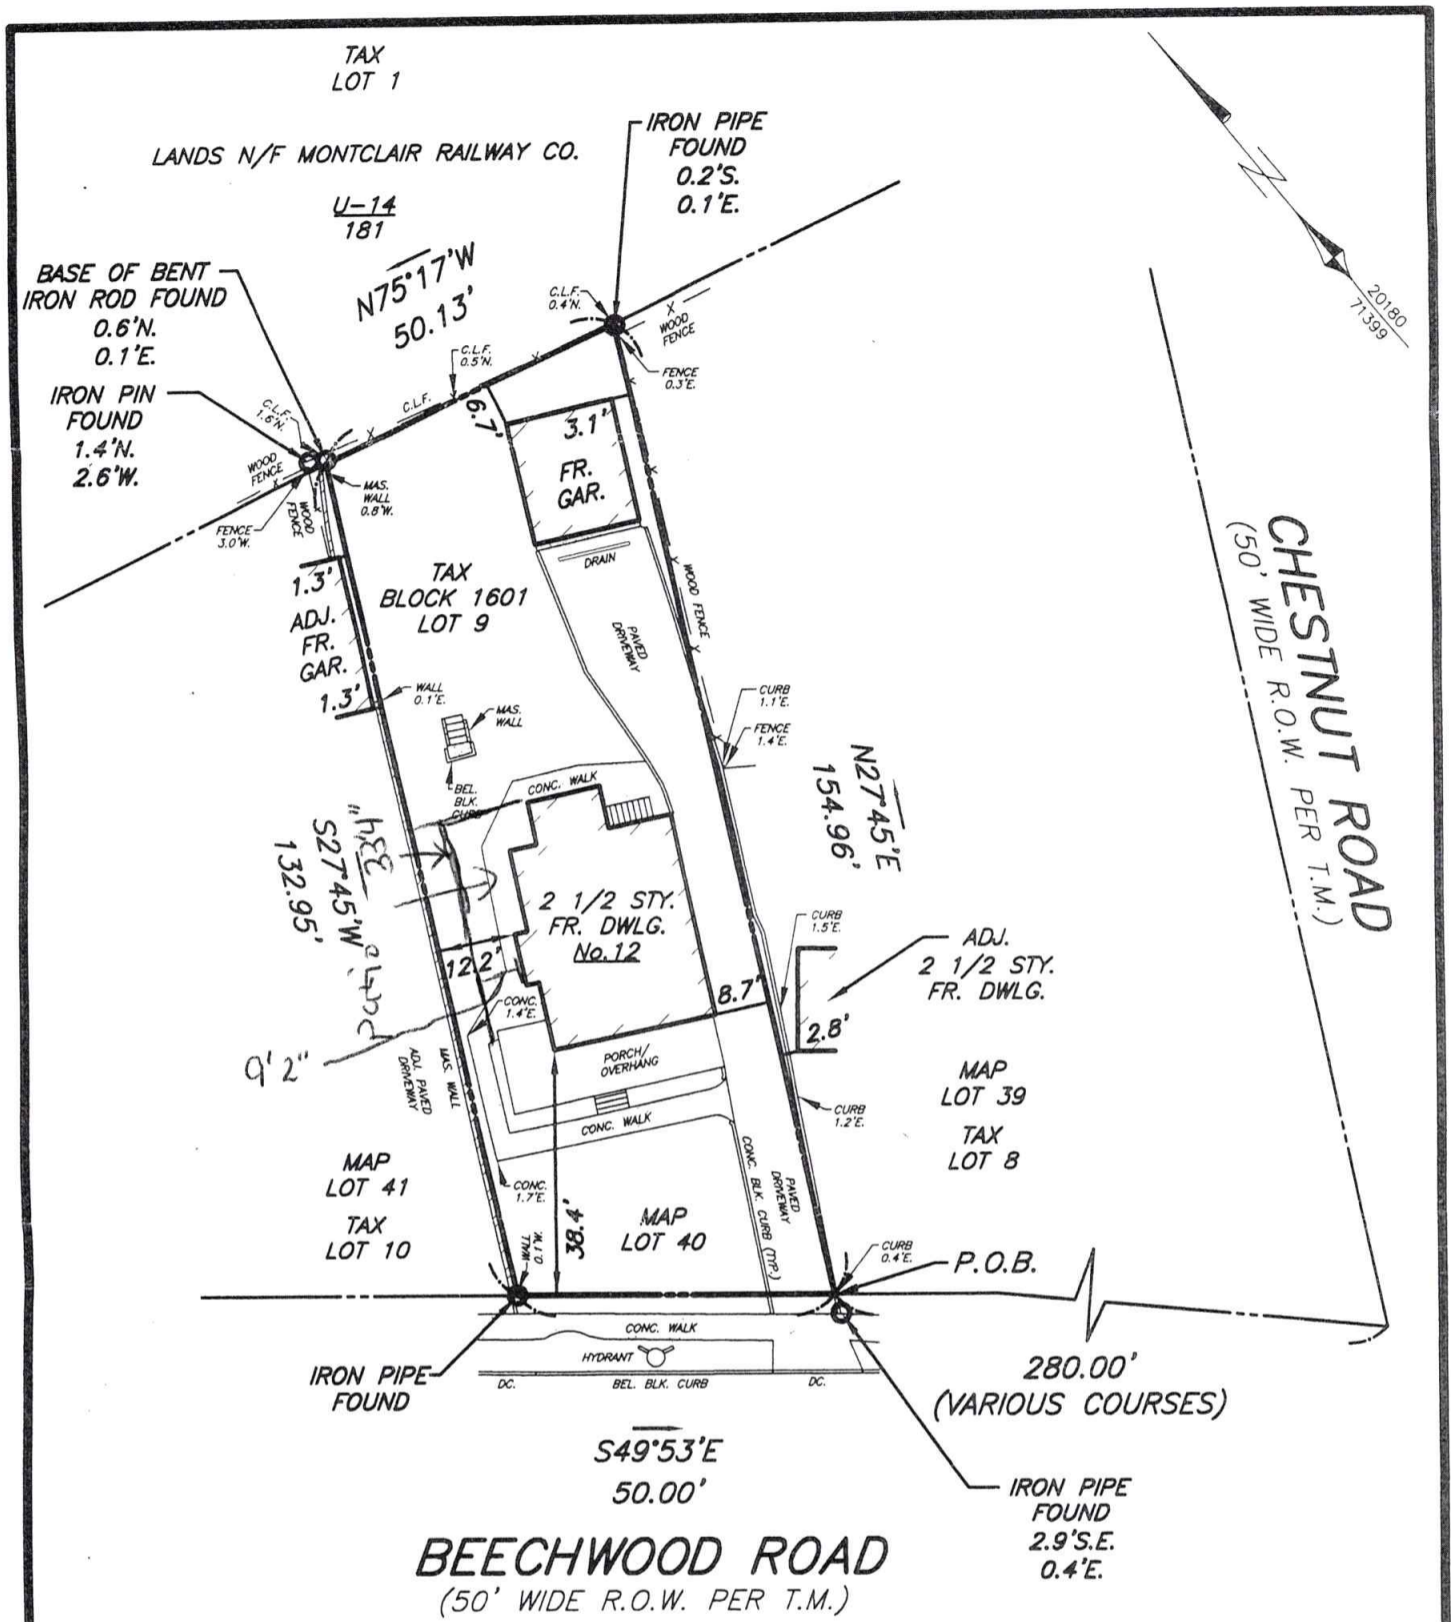 TAX
LOT 1
LANDS N/F MONTCLAIR RAILWAY CO.
U-14
181
IRON PIPE
FOUND
0.2'S.
0.1'E.
N75°17'W
50.13'
BASE OF BENT
IRON ROD FOUND
0.6'N.
0.1'E.
IRON PIN
FOUND
1.4'N.
2.6'W.
C.L.F.
0.4'N.
X
WOOD
FENCE
20180
71399
C.L.F.
0.5'N.
FENCE
0.3'E.
C.L.F.
C.L.F.
1.6'N.
6.7'
3.1'
FR.
GAR.
WOOD
FENCE
MAS.
WALL
0.8'W.
WOOD
FENCE
FENCE
3.0'W.
DRAIN
CHESTNUT ROAD
(50' WIDE R.O.W. PER T.M.)
TAX
BLOCK 1601
LOT 9
1.3'
ADJ.
FR.
GAR.
1.3'
WOOD FENCE
PAVED
DRIVEWAY
WALL
0.1'E.
MAS.
WALL
CURB
1.1'E.
FENCE
1.4'E.
N27°45'E
154.96'
BEL.
BLK.
CURB
CONC. WALK
S27°45'W
132.95'
2 1/2 STY.
FR. DWLG.
No.12
12.2'
CURB
1.5'E.
ADJ.
2 1/2 STY.
FR. DWLG.
8.7'
2.8'
CONC.
1.4'E.
Patio
9'2"
PORCH/
OVERHANG
MAS. WALL
ADJ. PAVED
DRIVEWAY
MAP
LOT 39
TAX
LOT 8
CURB
1.2'E.
CONC. WALK
MAP
LOT 41
TAX
LOT 10
CONC.
1.7'E.
38.4'
MAP
LOT 40
CONC. BLK. CURB (TYP.)
PAVED
DRIVEWAY
WALL
0.1'W.
CURB
0.4'E.
P.O.B.
CONC. WALK
HYDRANT
DC.
BEL. BLK. CURB
DC.
IRON PIPE
FOUND
280.00'
(VARIOUS COURSES)
S49°53'E
50.00'
IRON PIPE
FOUND
2.9'S.E.
0.4'E.
BEECHWOOD ROAD
(50' WIDE R.O.W. PER T.M.)